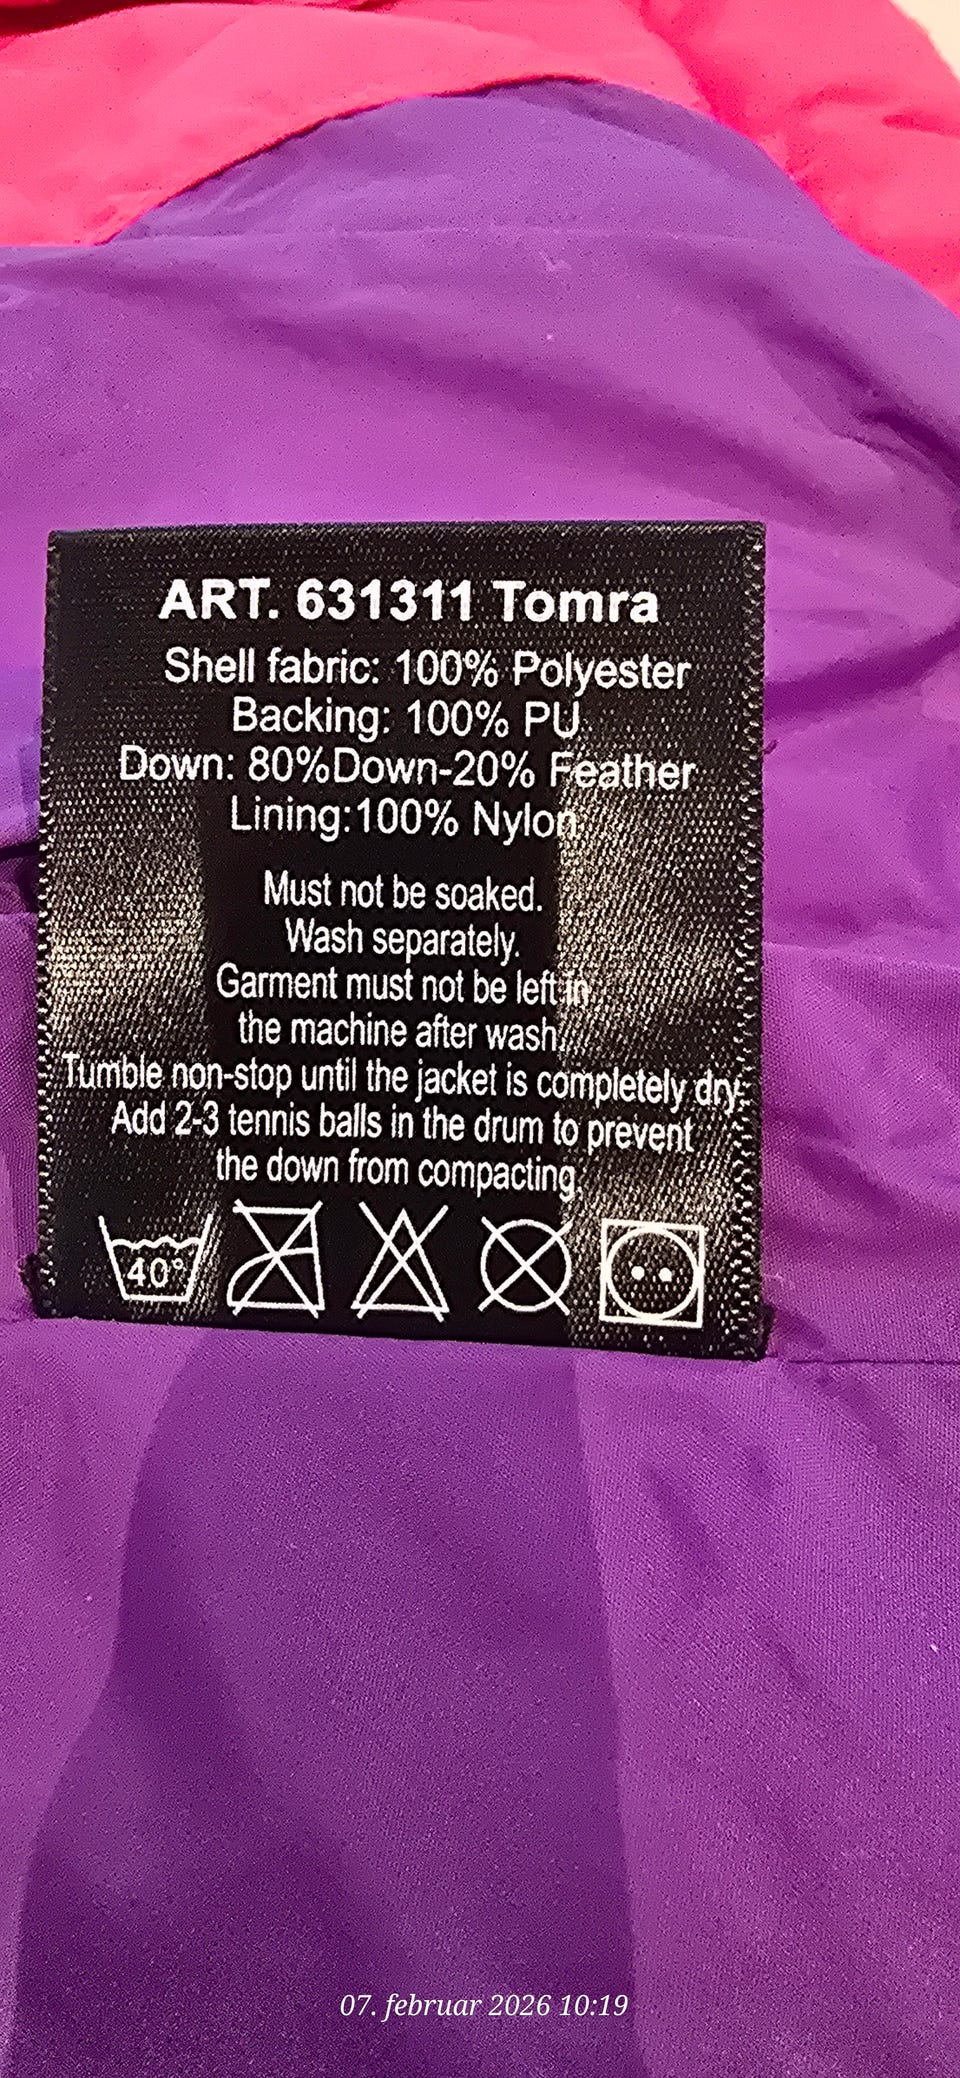 ART. 631311 Tomra
Shell fabric: 100% Polyester
Backing: 100% PU
Down: 80%Down-20% Feather
Lining:100% Nylon
Must not be soaked.
Wash separately.
Garment must not be left in
the machine after wash.
Tumble non-stop until the jacket is completely dry.
Add 2-3 tennis balls in the drum to prevent
the down from compacting.
40°
07. februar 2026 10:19